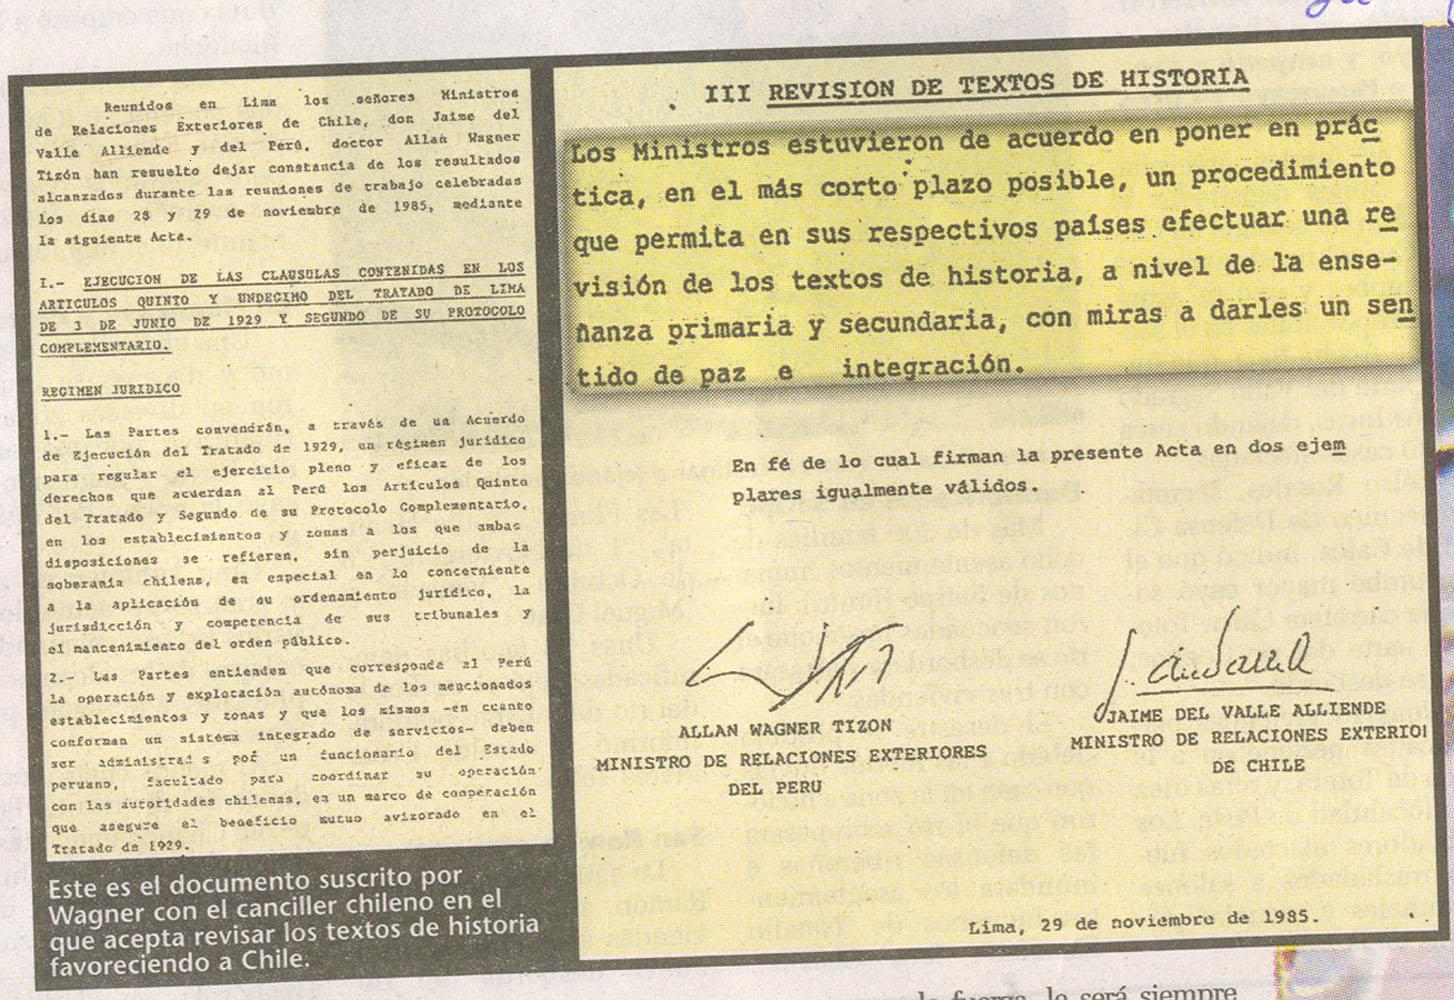 Reunidos en Lima los señores Ministros
de Relaciones Exteriores de Chile, don Jaime del
Valle Alliende y del Perú, doctor Allan Wagner
Tizón han resuelto dejar constancia de los resultados
alcanzados durante las reuniones de trabajo celebradas
los días 28 y 29 de noviembre de 1985, mediante
la siguiente Acta.
I.- EJECUCION DE LAS CLAUSULAS CONTENIDAS EN LOS
ARTICULOS QUINTO Y UNDECIMO DEL TRATADO DE LIMA
DE 3 DE JUNIO DE 1929 Y SEGUNDO DE SU PROTOCOLO
COMPLEMENTARIO.
REGIMEN JURIDICO
1.- Las Partes convendrán, a través de un Acuerdo
de Ejecución del Tratado de 1929, un régimen jurídico
para regular el ejercicio pleno y eficaz de los
derechos que acuerdan al Perú los Artículos Quinto
del Tratado y Segundo de su Protocolo Complementario,
en los establecimientos y zonas a los que ambas
disposiciones se refieren, sin perjuicio de la
soberanía chilena, en especial en lo concerniente
a la aplicación de su ordenamiento jurídico, la
jurisdicción y competencia de sus tribunales y
el mantenimiento del orden público.
2.- Las Partes entienden que corresponde al Perú
la operación y explotación autónoma de los mencionados
establecimientos y zonas y que los mismos -en cuanto
conforman un sistema integrado de servicios- deben
ser administrad s por un funcionario del Estado
peruano, facultado para coordinar su operación
con las autoridades chilenas, en un marco de cooperación
que asegure el beneficio mutuo avizorado en el
Tratado de 1929.
Este es el documento suscrito por
Wagner con el canciller chileno en el
que acepta revisar los textos de historia
favoreciendo a Chile.
III REVISION DE TEXTOS DE HISTORIA
Los Ministros estuvieron de acuerdo en poner en prác
tica, en el más corto plazo posible, un procedimiento
que permita en sus respectivos países efectuar una re
visión de los textos de historia, a nivel de la ense-
ñanza primaria y secundaria, con miras a darles un sen
tido de paz e integración.
En fé de lo cual firman la presente Acta en dos ejem
plares igualmente válidos.
ALLAN WAGNER TIZON
MINISTRO DE RELACIONES EXTERIORES
DEL PERU
JAIME DEL VALLE ALLIENDE
MINISTRO DE RELACIONES EXTERIO
DE CHILE
Lima, 29 de noviembre de 1985.
la fuerza, le será siempre